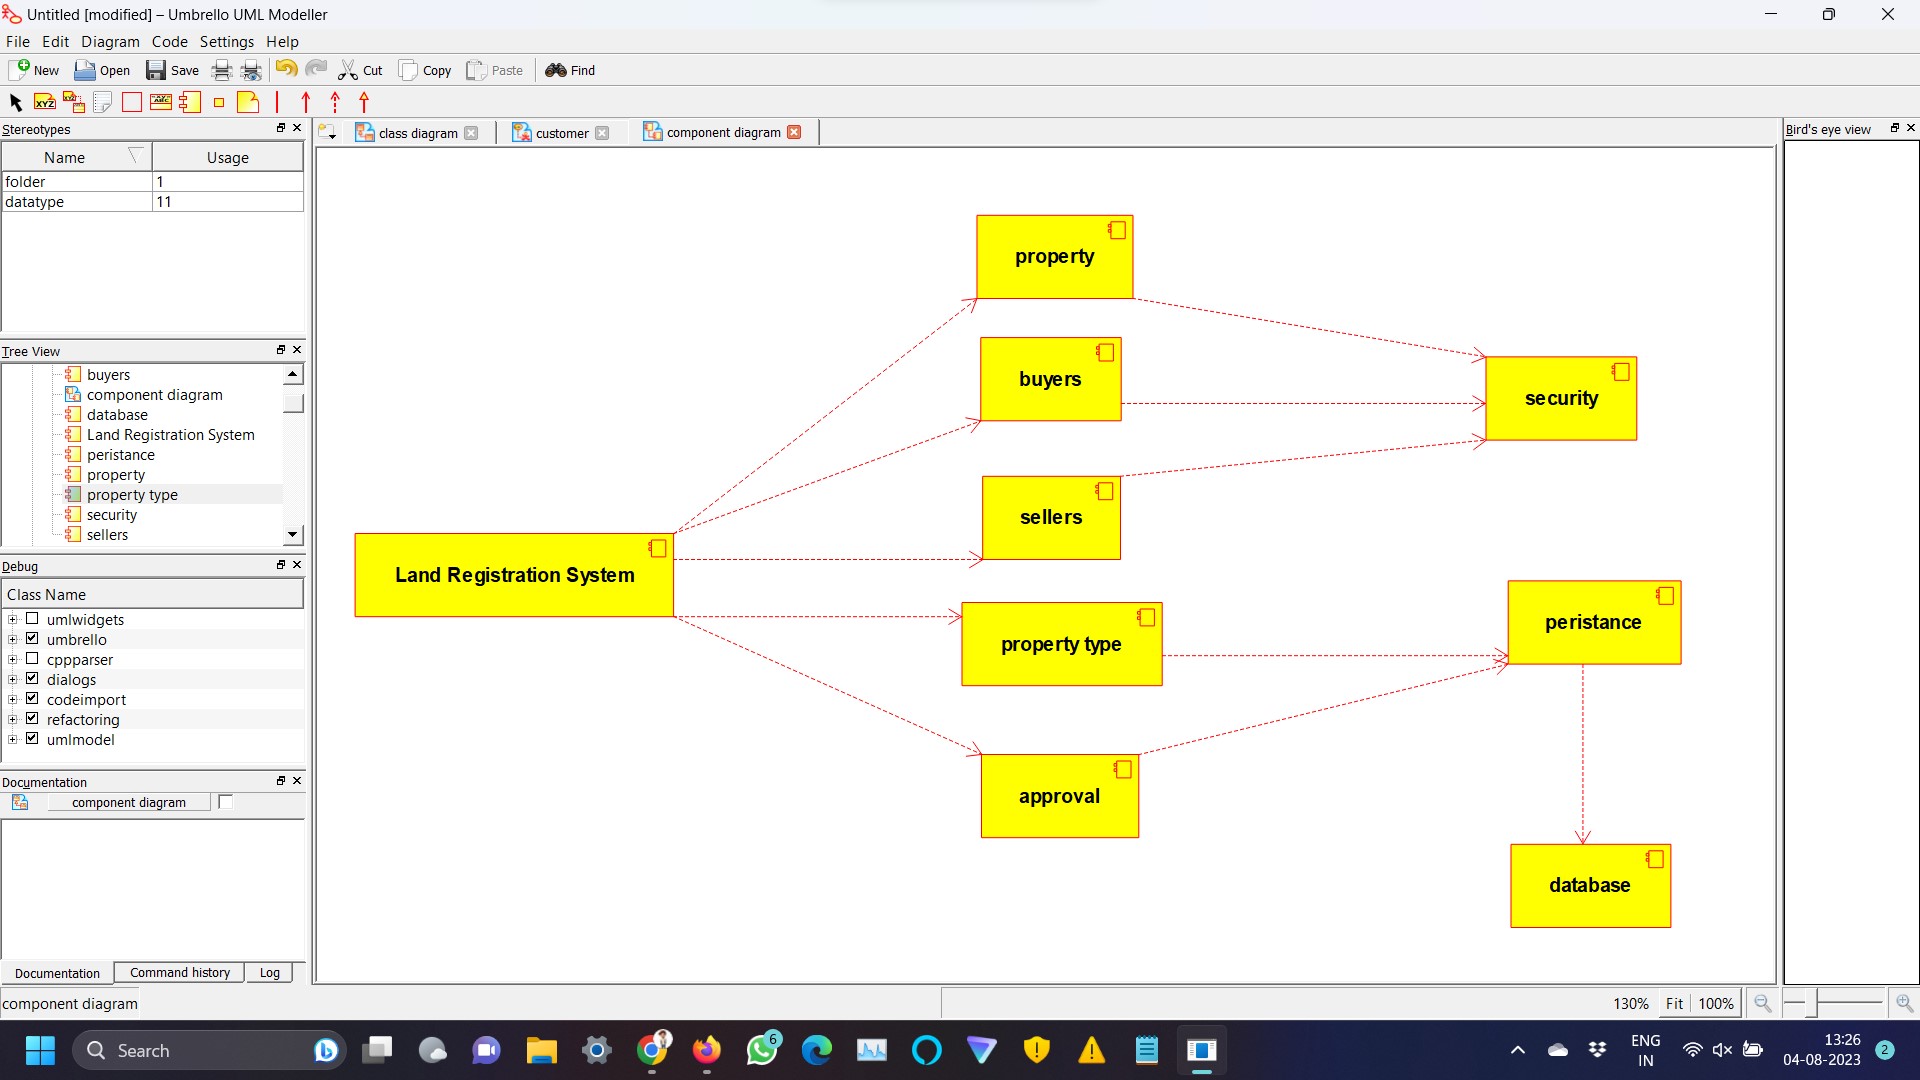 Untitled [modified] – Umbrello UML Modeller
File Edit Diagram Code Settings Help
New Open Save Cut Copy Paste Find
Stereotypes
Name Usage
folder 1
datatype 11
Tree View
buyers
component diagram
database
Land Registration System
peristance
property
property type
security
sellers
Debug
Class Name
umlwidgets
umbrello
cppparser
dialogs
codeimport
refactoring
umlmodel
Documentation
component diagram
Documentation Command history Log
component diagram
class diagram customer component diagram
property
buyers
security
sellers
Land Registration System
peristance
property type
approval
database
Bird's eye view
130% Fit 100%
Search
6
ENG
IN
13:26
04-08-2023
2